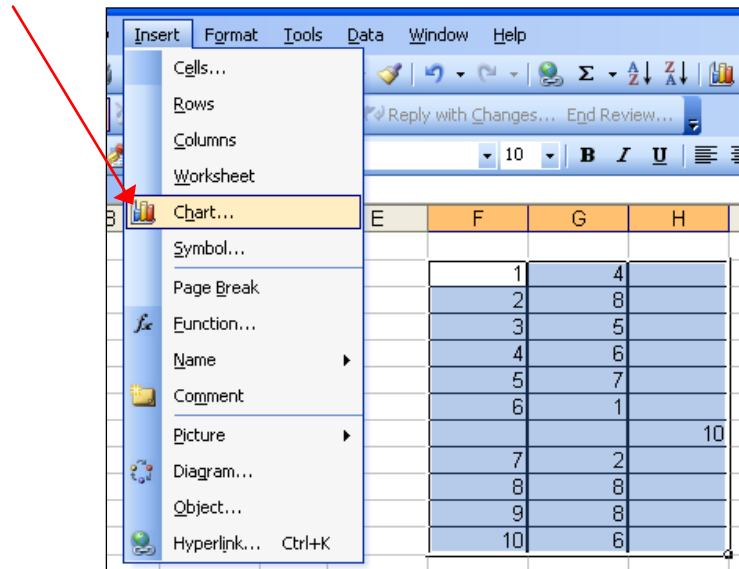 Insert Format Tools Data Window Help
Cells...
Σ A Z Z A
Rows
Reply with Changes... End Review...
Columns
10 B I U
Worksheet
Chart...
B E F G H
Symbol...
1 4
Page Break
2 8
fx Function...
3 5
Name
4 6
5 7
Comment
6 1
10
Picture
7 2
Diagram...
8 8
Object...
9 8
Hyperlink... Ctrl+K
10 6